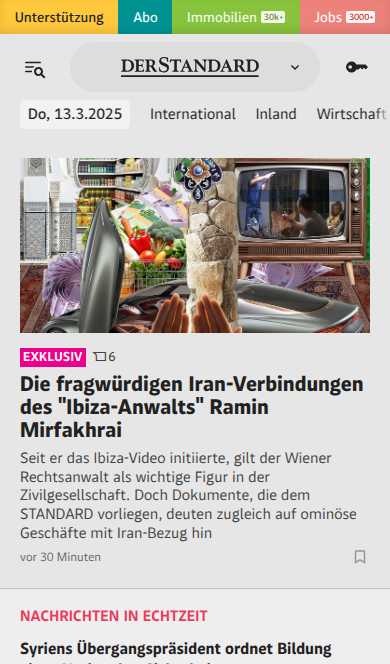 Unterstützung Abo Immobilien 30k+ Jobs 3000+
DERSTANDARD
Do, 13.3.2025 International Inland Wirtschaft
EXKLUSIV 6
Die fragwürdigen Iran-Verbindungen
des "Ibiza-Anwalts" Ramin
Mirfakhrai
Seit er das Ibiza-Video initiierte, gilt der Wiener
Rechtsanwalt als wichtige Figur in der
Zivilgesellschaft. Doch Dokumente, die dem
STANDARD vorliegen, deuten zugleich auf ominöse
Geschäfte mit Iran-Bezug hin
vor 30 Minuten
NACHRICHTEN IN ECHTZEIT
Syriens Übergangspräsident ordnet Bildung